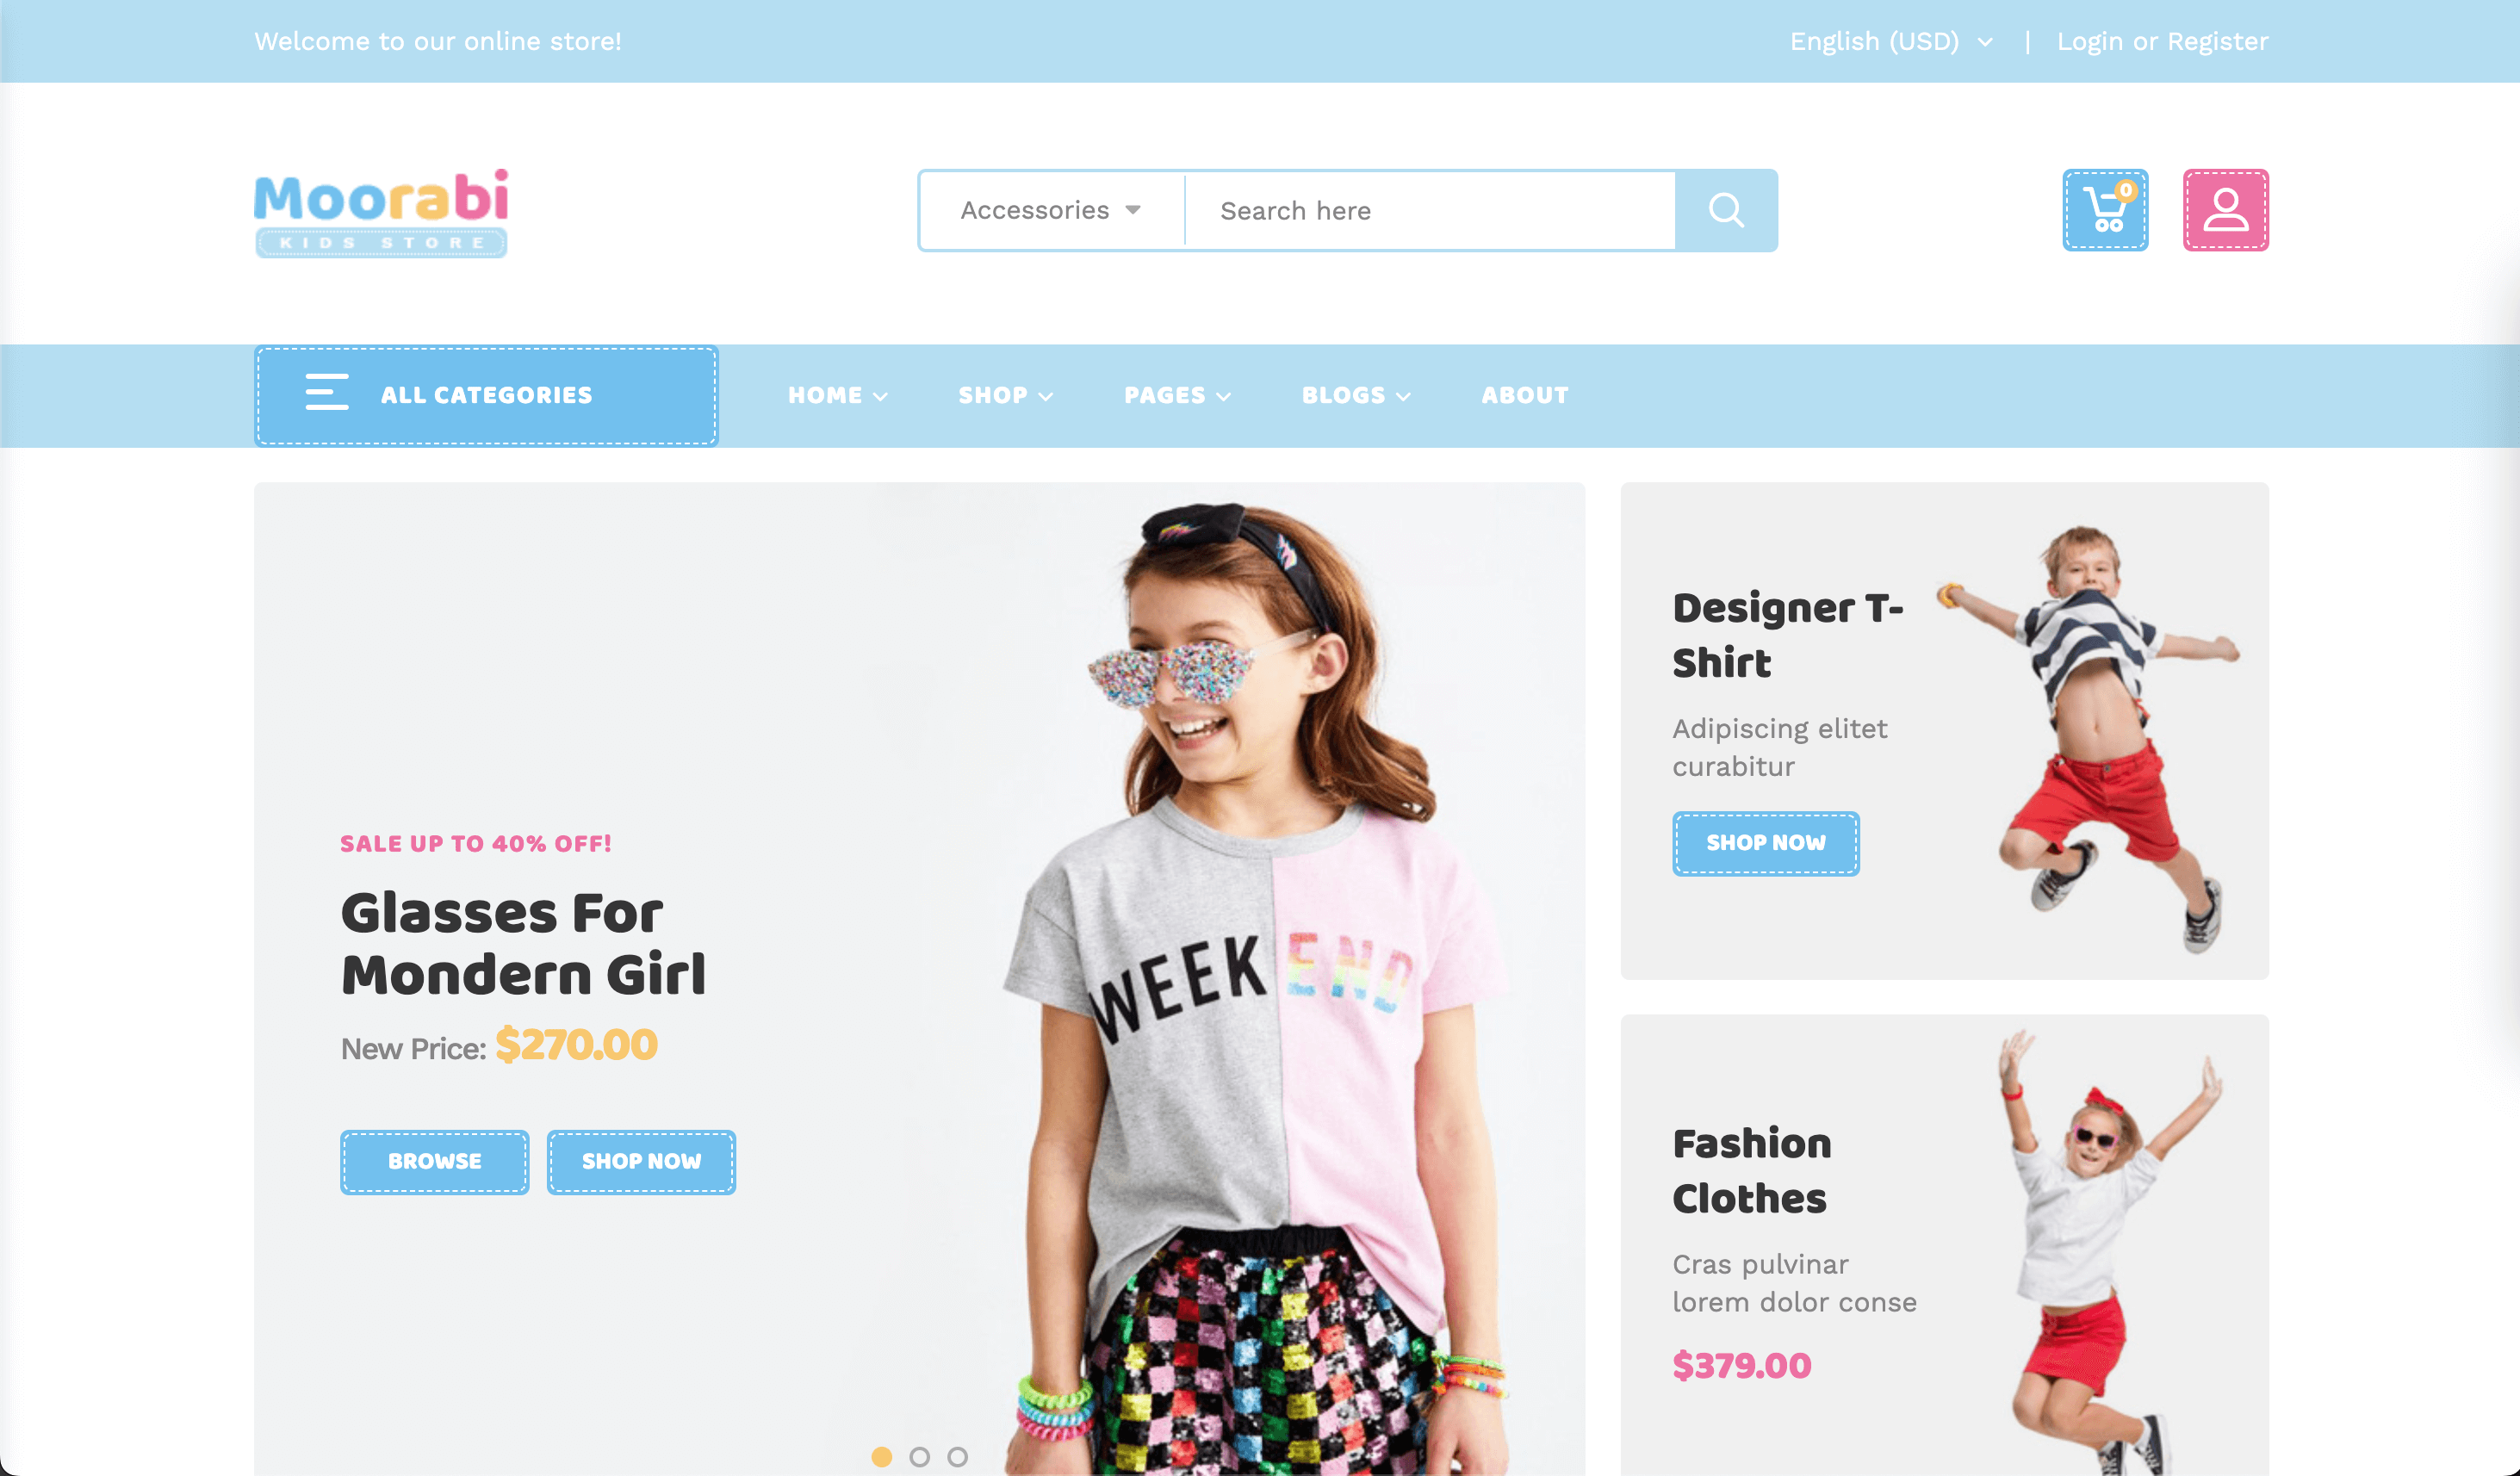 Welcome to our online store!
English (USD) | Login or Register
Moorabi
KIDS STORE
Accessories
Search here
0
ALL CATEGORIES
HOME
SHOP
PAGES
BLOGS
ABOUT
SALE UP TO 40% OFF!
Glasses For
Mondern Girl
New Price: $270.00
BROWSE
SHOP NOW
WEEKEND
Designer T-
Shirt
Adipiscing elitet
curabitur
SHOP NOW
Fashion
Clothes
Cras pulvinar
lorem dolor conse
$379.00